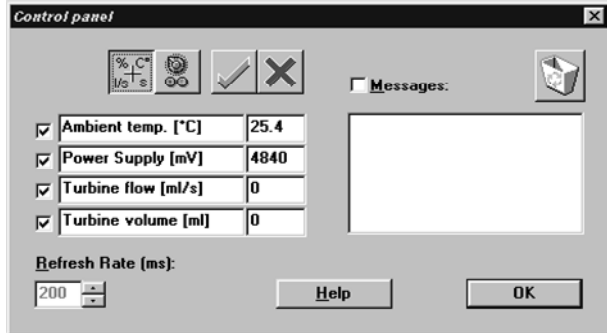 Control panel
% C°
l/s s
Messages:
Ambient temp. [°C] 25.4
Power Supply [mV] 4840
Turbine flow [ml/s] 0
Turbine volume [ml] 0
Refresh Rate (ms):
200
Help
OK